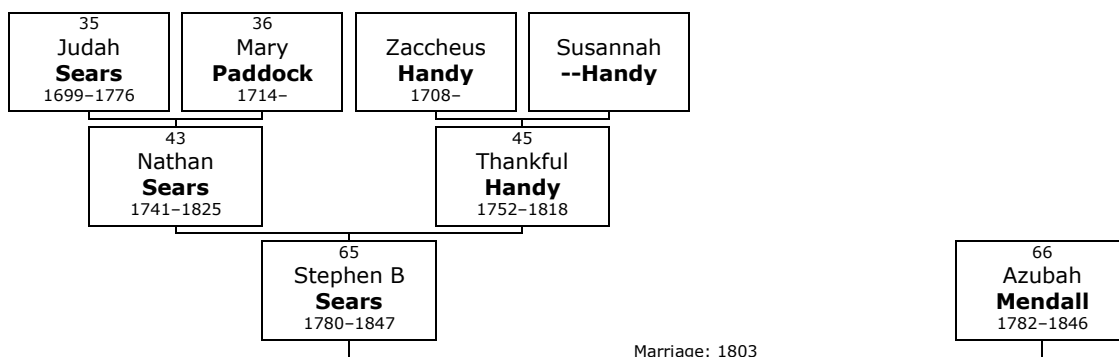 35
Judah
Sears
1699–1776
36
Mary
Paddock
1714–
Zaccheus
Handy
1708–
Susannah
--Handy
43
Nathan
Sears
1741–1825
45
Thankful
Handy
1752–1818
65
Stephen B
Sears
1780–1847
66
Azubah
Mendall
1782–1846
Marriage: 1803